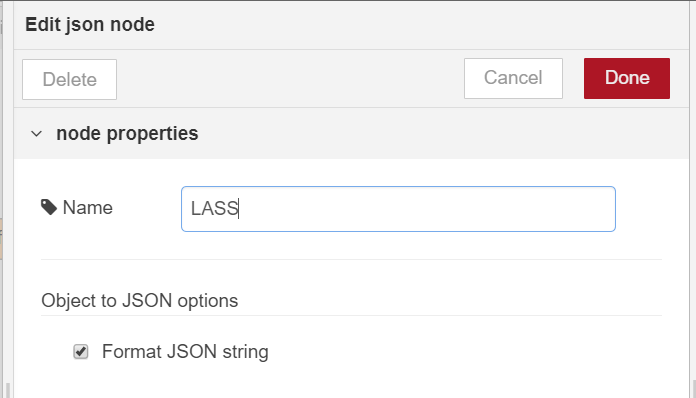 Edit json node
Delete
Cancel
Done
node properties
Name
LASS
Object to JSON options
Format JSON string